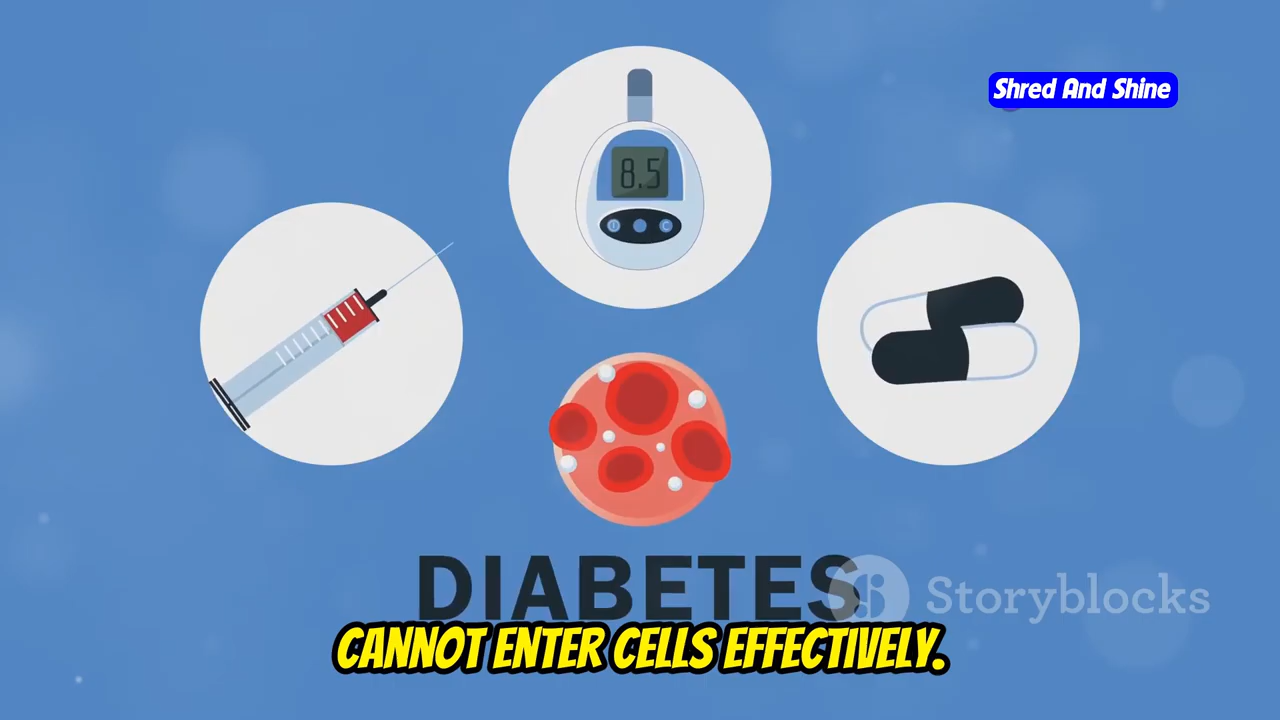 Shred And Shine
8.5
DIABETES
Storyblocks
CANNOT ENTER CELLS EFFECTIVELY.